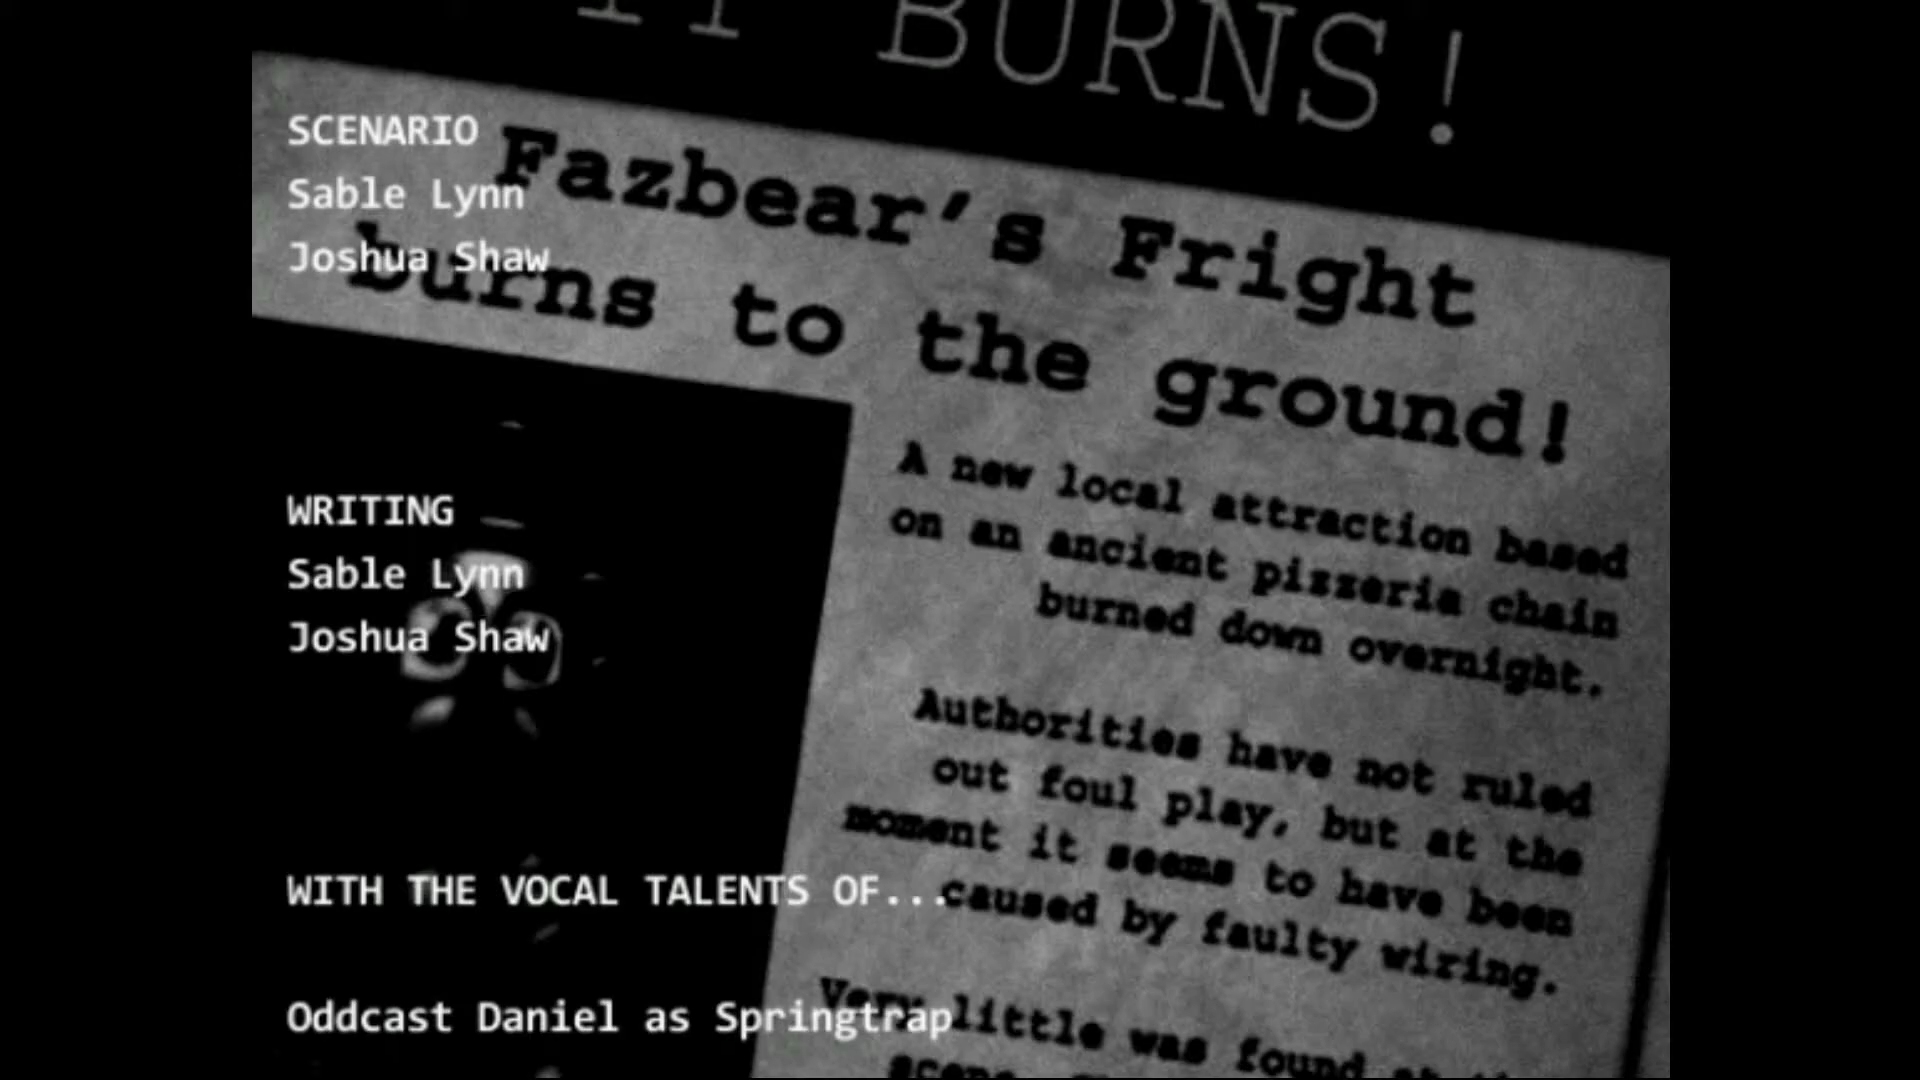 BURNS!
SCENARIO
Sable Lynn
Joshua Shaw
WRITING
Sable Lynn
Joshua Shaw
WITH THE VOCAL TALENTS OF...
Oddcast Daniel as Springtrap
Fazbear's Fright
burns to the ground!
A new local attraction based
on an ancient pizzeria chain
burned down overnight.
Authorities have not ruled
out foul play, but at the
moment it seems to have been
caused by faulty wiring.
Very little was found at
scene